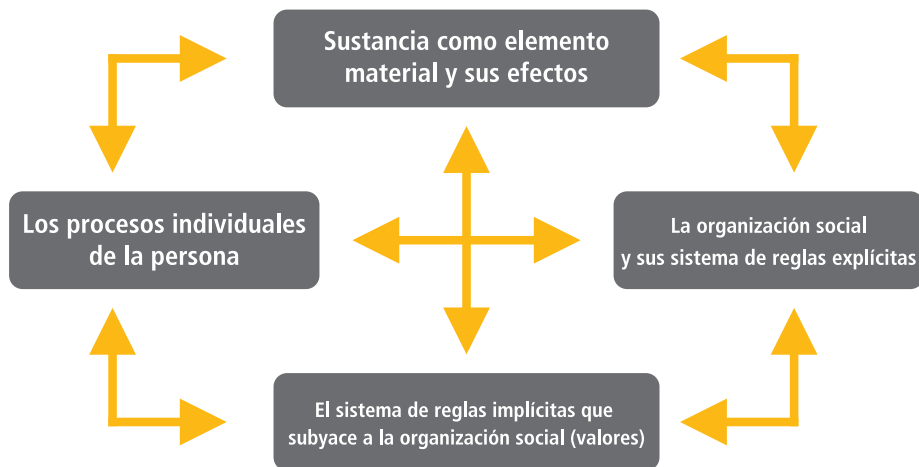 Sustancia como elemento
material y sus efectos
Los procesos individuales
de la persona
La organización social
y sus sistema de reglas explícitas
El sistema de reglas implícitas que
subyace a la organización social (valores)